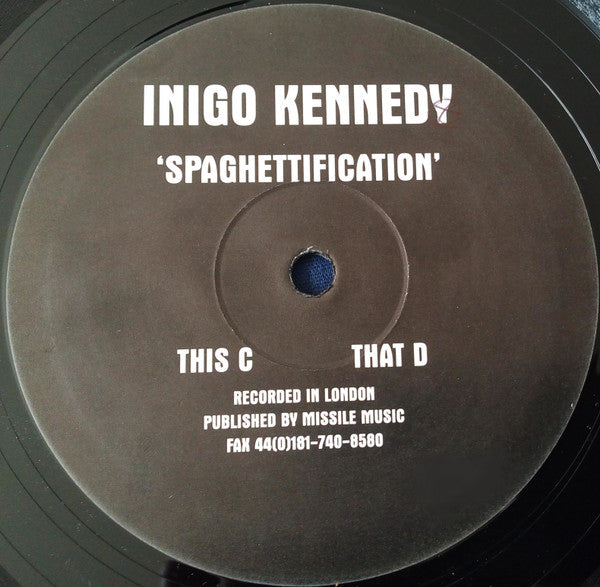 INIGO KENNEDY
‘SPAGHETTIFICATION’
THIS C THAT D
RECORDED IN LONDON
PUBLISHED BY MISSILE MUSIC
FAX 44(0)181-740-8580